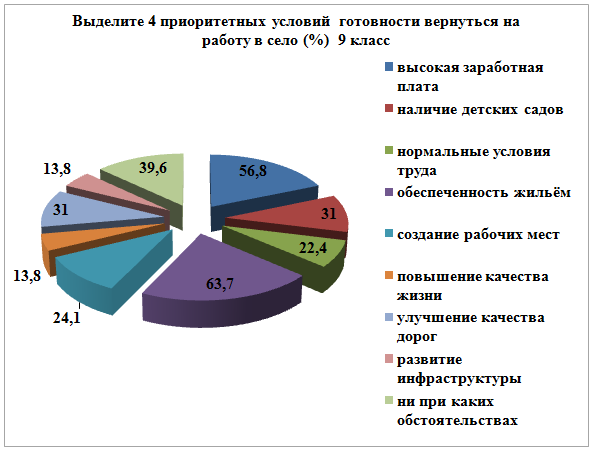 Выделите 4 приоритетных условий готовности вернуться на
работу в село (%) 9 класс
39,6
56,8
13,8
31
31
22,4
13,8
63,7
24,1
высокая заработная
плата
наличие детских садов
нормальные условия
труда
обеспеченность жильём
создание рабочих мест
повышение качества
жизни
улучшение качества
дорог
развитие
инфраструктуры
ни при каких
обстоятельствах